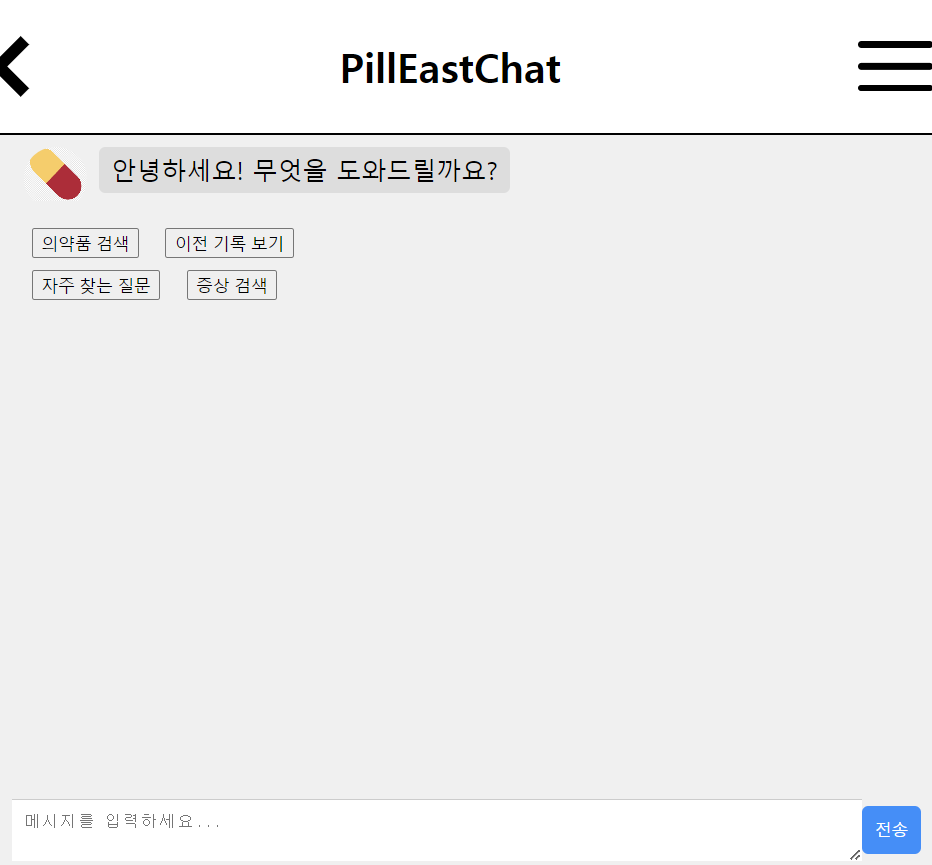 PillEastChat
안녕하세요! 무엇을 도와드릴까요?
의약품 검색 이전 기록 보기
자주 찾는 질문 증상 검색
메시지를 입력하세요...
전송